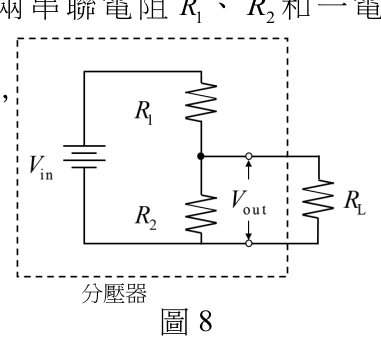 兩串聯電阻 R₁、R₂和一電
,
R₁
Vin
R₂
Vout
RL
分壓器
圖 8